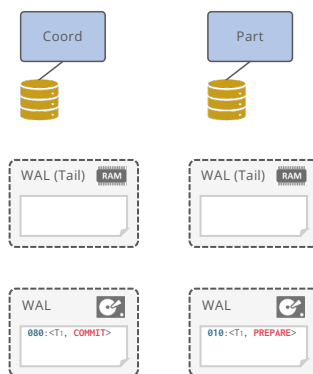 Coord Part
WAL (Tail) RAM WAL (Tail) RAM
WAL WAL
080:<T₁, COMMIT> 010:<T₁, PREPARE>